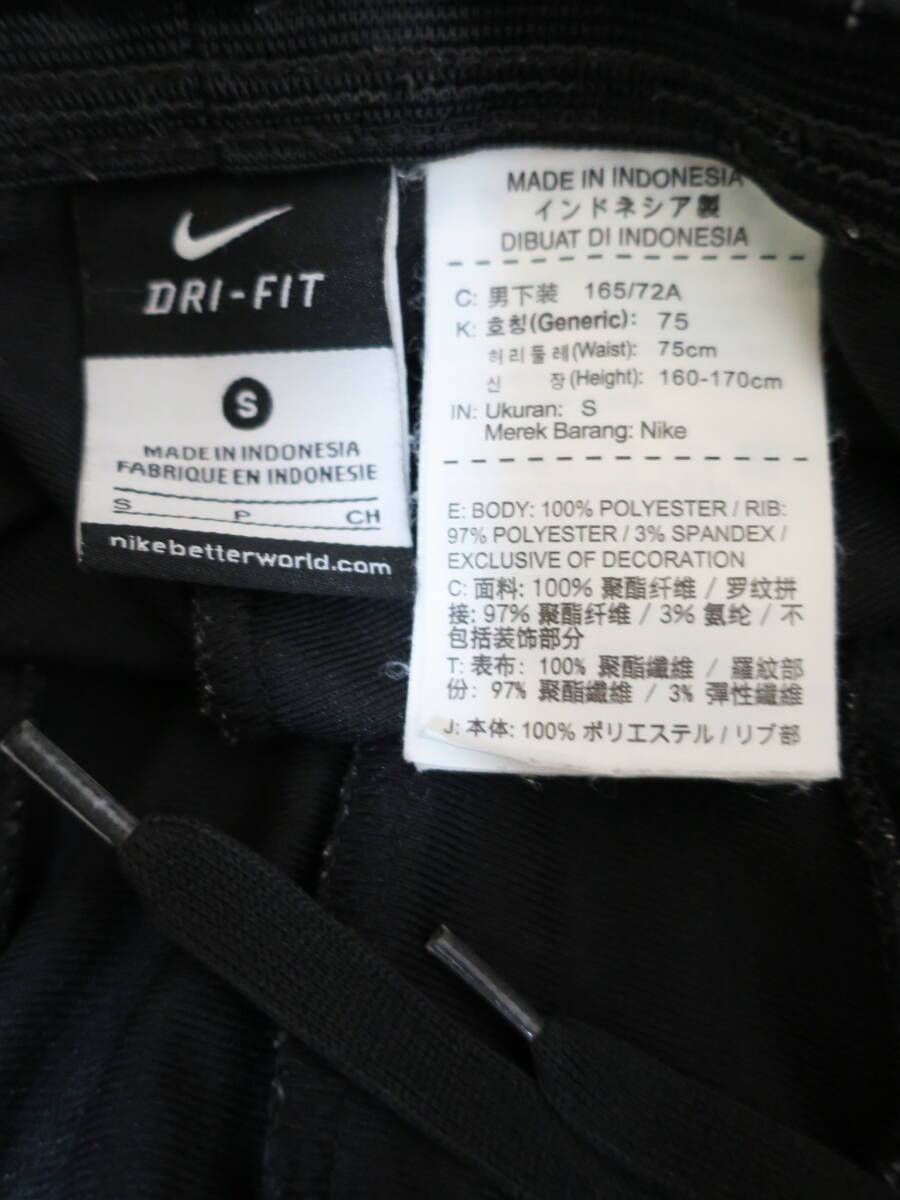 DRI-FIT
S
MADE IN INDONESIA
FABRIQUE EN INDONESIE
S P CH
nikebetterworld.com
MADE IN INDONESIA
インドネシア製
DIBUAT DI INDONESIA
C: 男下装 165/72A
K: 호칭(Generic): 75
허리둘레(Waist): 75cm
신 장(Height): 160-170cm
IN: Ukuran: S
Merek Barang: Nike
E: BODY: 100% POLYESTER / RIB:
97% POLYESTER / 3% SPANDEX /
EXCLUSIVE OF DECORATION
C: 面料: 100% 聚酯纤维 / 罗纹拼
接: 97% 聚酯纤维 / 3% 氨纶 / 不
包括装饰部分
T: 表布: 100% 聚酯纖維 / 羅紋部
份: 97% 聚酯纖維 / 3% 彈性纖維
J: 本体: 100% ポリエステル / リブ部